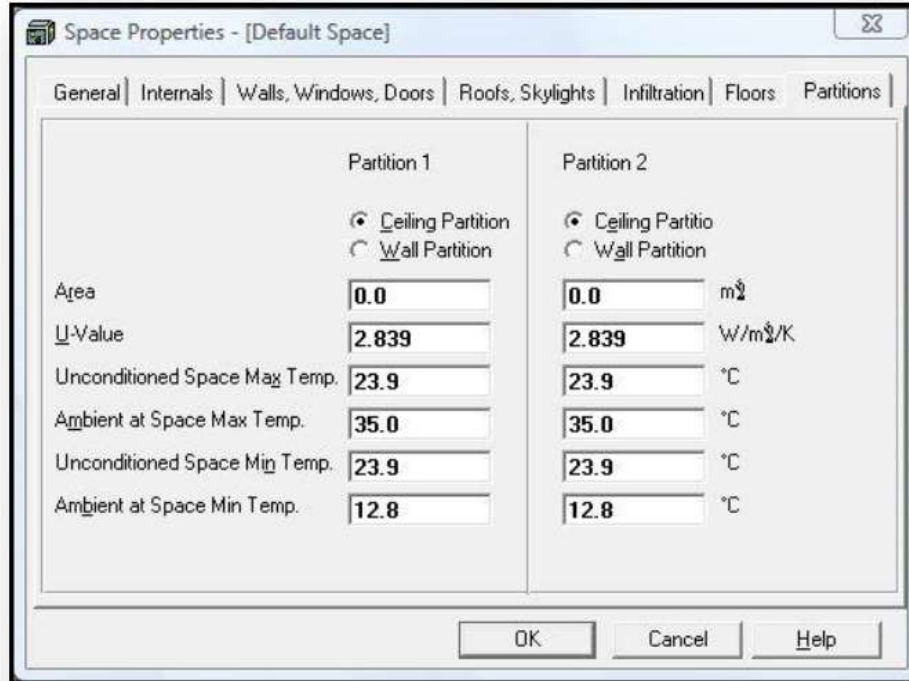 Space Properties - [Default Space]
General Internals Walls, Windows, Doors Roofs, Skylights Infiltration Floors Partitions
Partition 1 Partition 2
Ceiling Partition Ceiling Partitio
Wall Partition Wall Partition
Area 0.0 0.0
U-Value 2.839 2.839
Unconditioned Space Max Temp. 23.9 23.9 °C
Ambient at Space Max Temp. 35.0 35.0 °C
Unconditioned Space Min Temp. 23.9 23.9 °C
Ambient at Space Min Temp. 12.8 12.8 °C
OK Cancel Help